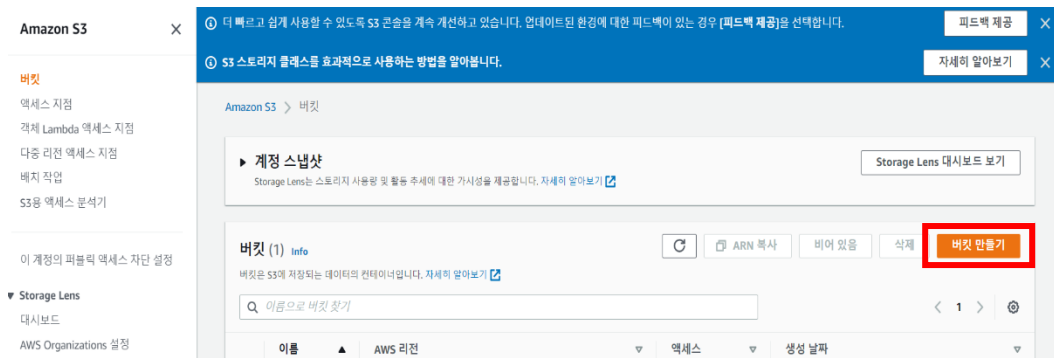 Amazon S3
버킷
액세스 지점
객체 Lambda 액세스 지점
다중 리전 액세스 지점
배치 작업
S3용 액세스 분석기
이 계정의 퍼블릭 액세스 차단 설정
Storage Lens
대시보드
AWS Organizations 설정
더 빠르고 쉽게 사용할 수 있도록 S3 콘솔을 계속 개선하고 있습니다. 업데이트된 환경에 대한 피드백이 있는 경우 [피드백 제공]을 선택합니다.
피드백 제공
S3 스토리지 클래스를 효과적으로 사용하는 방법을 알아봅니다.
자세히 알아보기
Amazon S3 > 버킷
계정 스냅샷
Storage Lens 대시보드 보기
Storage Lens는 스토리지 사용량 및 활동 추세에 대한 가시성을 제공합니다. 자세히 알아보기
버킷 (1) Info
ARN 복사
비어 있음
삭제
버킷 만들기
버킷은 S3에 저장되는 데이터의 컨테이너입니다. 자세히 알아보기
이름으로 버킷 찾기
< 1 >
이름 AWS 리전 액세스 생성 날짜